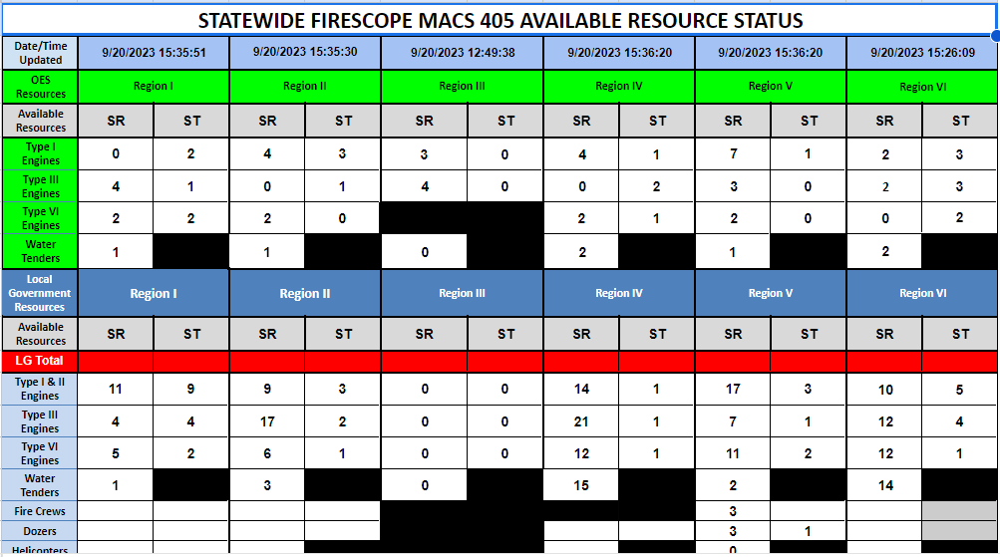 STATEWIDE FIRESCOPE MACS 405 AVAILABLE RESOURCE STATUS
Date/Time Updated 9/20/2023 15:35:51 9/20/2023 15:35:30 9/20/2023 12:49:38 9/20/2023 15:36:20 9/20/2023 15:36:20 9/20/2023 15:26:09
OES Resources Region I Region II Region III Region IV Region V Region VI
Available Resources SR ST SR ST SR ST SR ST SR ST SR ST
Type I Engines 0 2 4 3 3 0 4 1 7 1 2 3
Type III Engines 4 1 0 1 4 0 0 2 3 0 2 3
Type VI Engines 2 2 2 0 2 1 2 0 0 2
Water Tenders 1 1 0 2 1 2
Local Government Resources Region I Region II Region III Region IV Region V Region VI
Available Resources SR ST SR ST SR ST SR ST SR ST SR ST
LG Total
Type I & II Engines 11 9 9 3 0 0 14 1 17 3 10 5
Type III Engines 4 4 17 2 0 0 21 1 7 1 12 4
Type VI Engines 5 2 6 1 0 0 12 1 11 2 12 1
Water Tenders 1 3 0 15 2 14
Fire Crews 3
Dozers 3 1
Helicopters 0